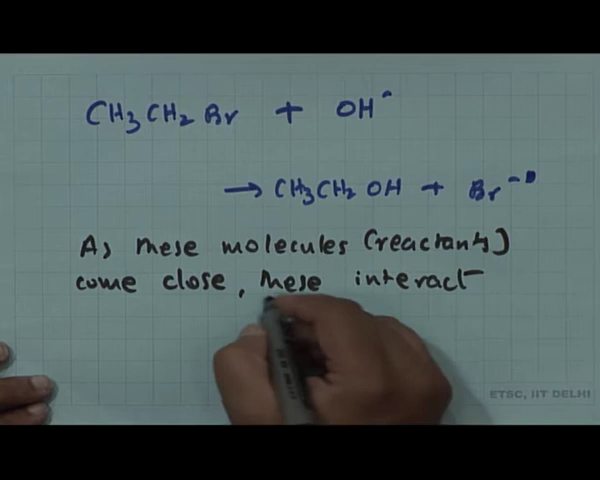 CH3CH2Br + OH-
→ CH3CH2OH + Br-
As these molecules (reactants)
come close, these interact
ETSC, IIT DELHI